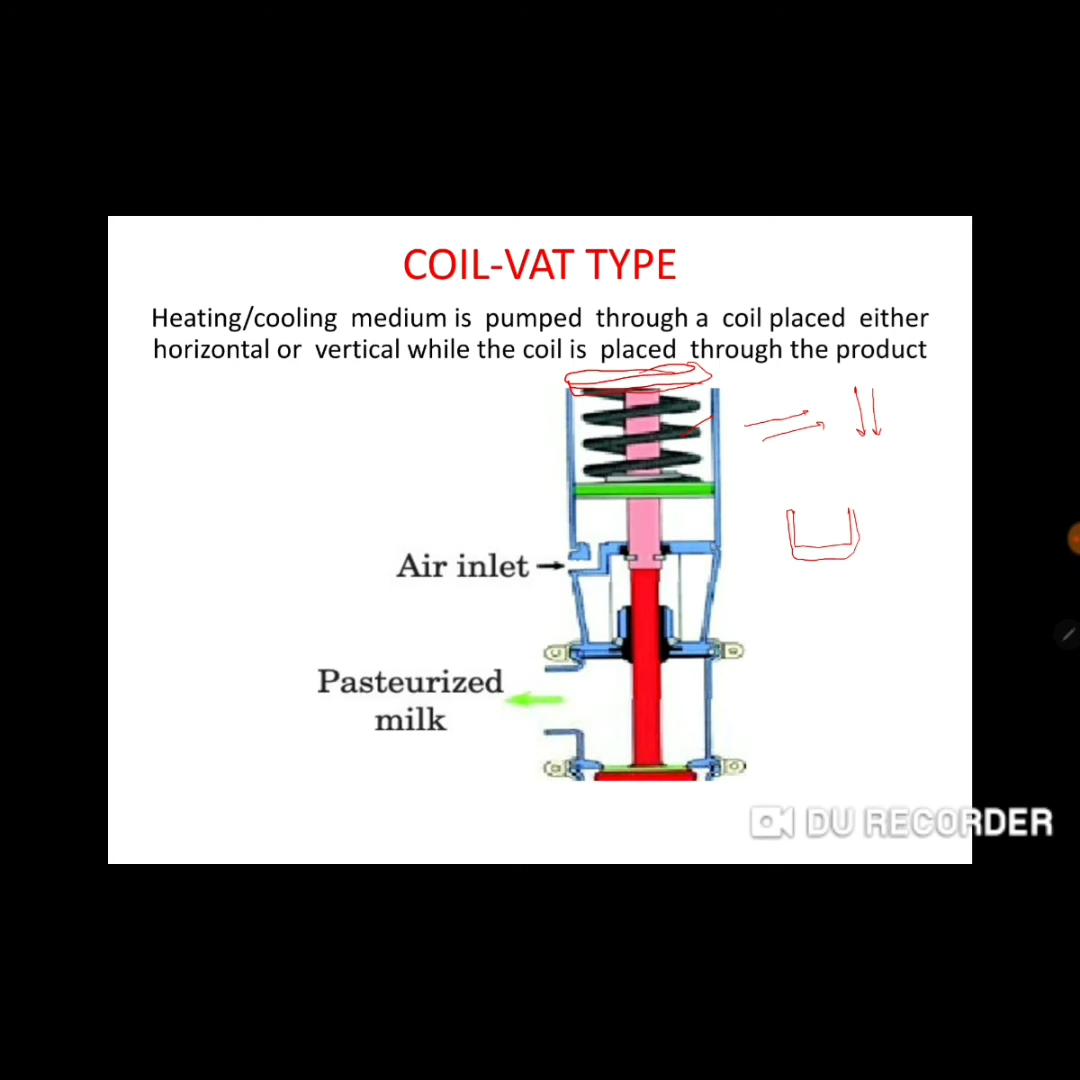 COIL-VAT TYPE
Heating/cooling medium is pumped through a coil placed either
horizontal or vertical while the coil is placed through the product
Air inlet
Pasteurized
milk
DU RECORDER